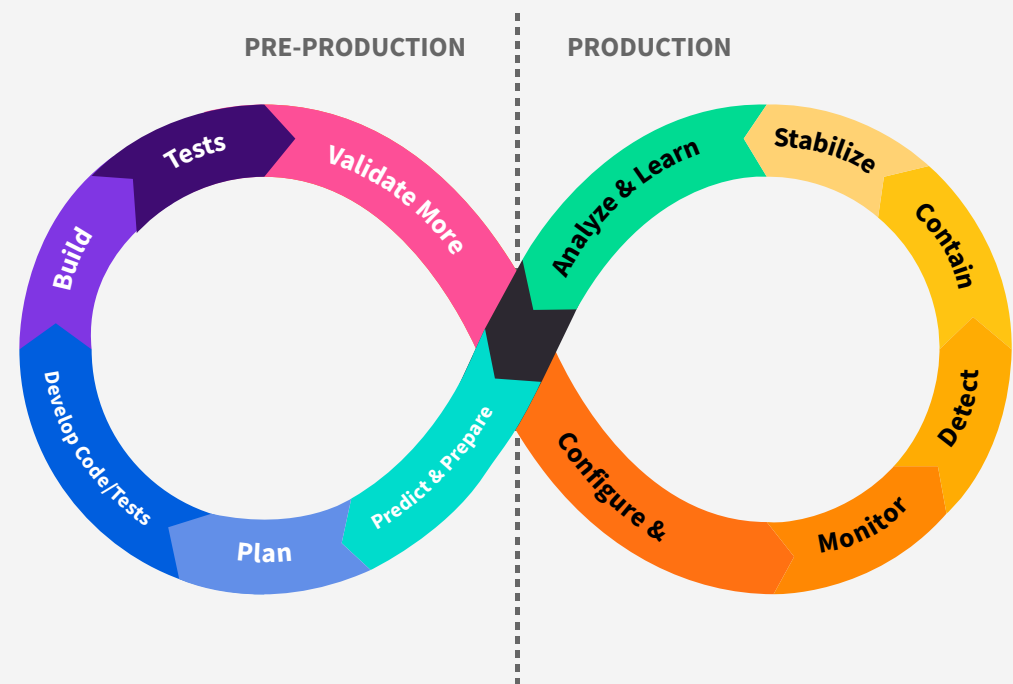 PRE-PRODUCTION
PRODUCTION
Tests
Validate More
Build
Develop Code/Tests
Plan
Predict & Prepare
Analyze & Learn
Stabilize
Contain
Detect
Monitor
Configure &